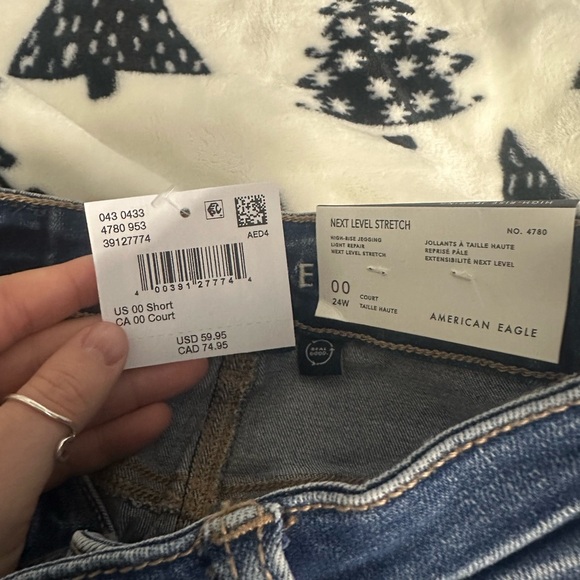 043 0433
4780 953
39127774
AED4
4 00391 27774 4
US 00 Short
CA 00 Court
USD 59.95
CAD 74.95
NEXT LEVEL STRETCH
NO. 4780
HIGH-RISE JEGGING
LIGHT REPAIR
NEXT LEVEL STRETCH
JOLLANTS À TAILLE HAUTE
REPRISE PÂLE
EXTENSIBILITÉ NEXT LEVEL
00
24W
COURT
TAILLE HAUTE
AMERICAN EAGLE
E
REAL
GOOD.